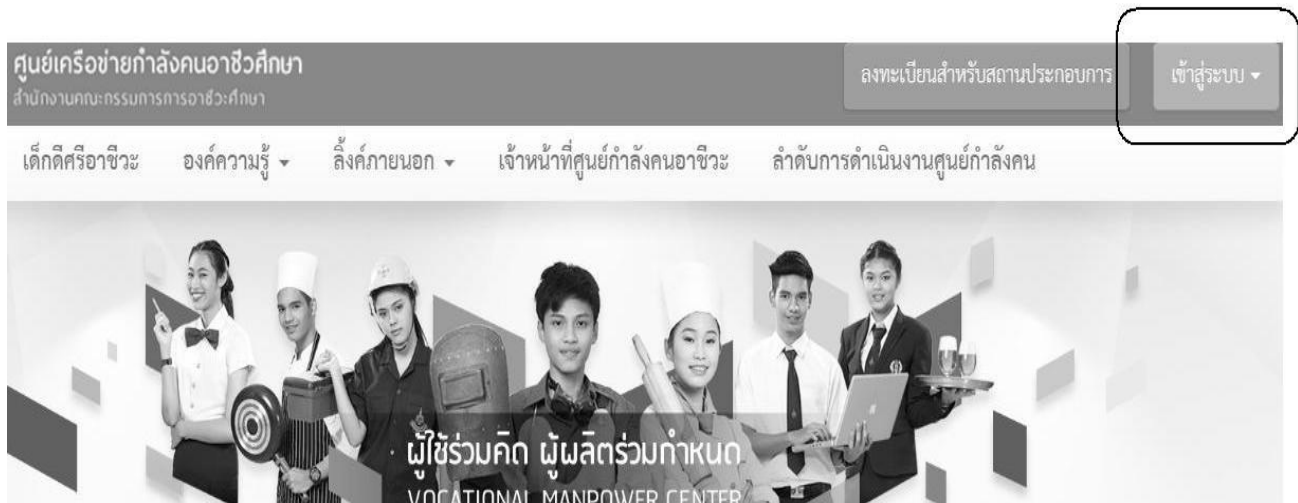 ศูนย์เครือข่ายกำลังคนอาชีวศึกษา
สำนักงานคณะกรรมการการอาชีวะศึกษา
ลงทะเบียนสำหรับสถานประกอบการ
เข้าสู่ระบบ
เด็กดีศรีอาชีวะ องค์ความรู้ ลิ้งค์ภายนอก เจ้าหน้าที่ศูนย์กำลังคนอาชีวะ ลำดับการดำเนินงานศูนย์กำลังคน
ผู้ใช้ร่วมคิด ผู้ผลิตร่วมกำหนด
VOCATIONAL MANPOWER CENTER